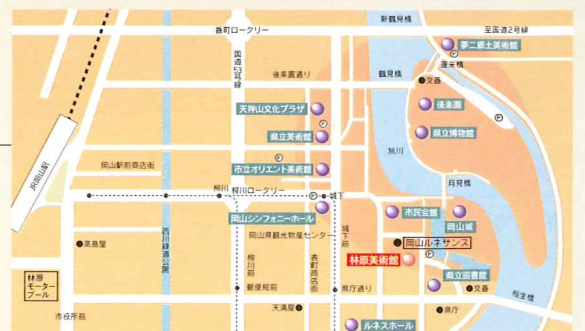 新鶴見橋
番町ロークリー
至国道2号線
夢二郷土美術館
P
蓬莱橋
国道53号線
後楽園通り
鶴見橋
交番
後楽園
天神山文化プラザ
P
P
県立美術館
県立博物館
旭川
岡山駅前商店街
P
市立オリエント美術館
月見橋
JR岡山駅
柳川
柳川ロークリー
P
城下
岡山シンフォニーホール
市民会館
岡山城
西川緑道公園
岡山県観光物産センター
城下筋
岡山ルネサンス
高島屋
P
林原美術館
柳川筋
表町商店街
県立図書館
林原
モーター
プール
郵便局前
県庁通り
交番
相生橋
天満屋
県庁
市役所筋
ルネスホール